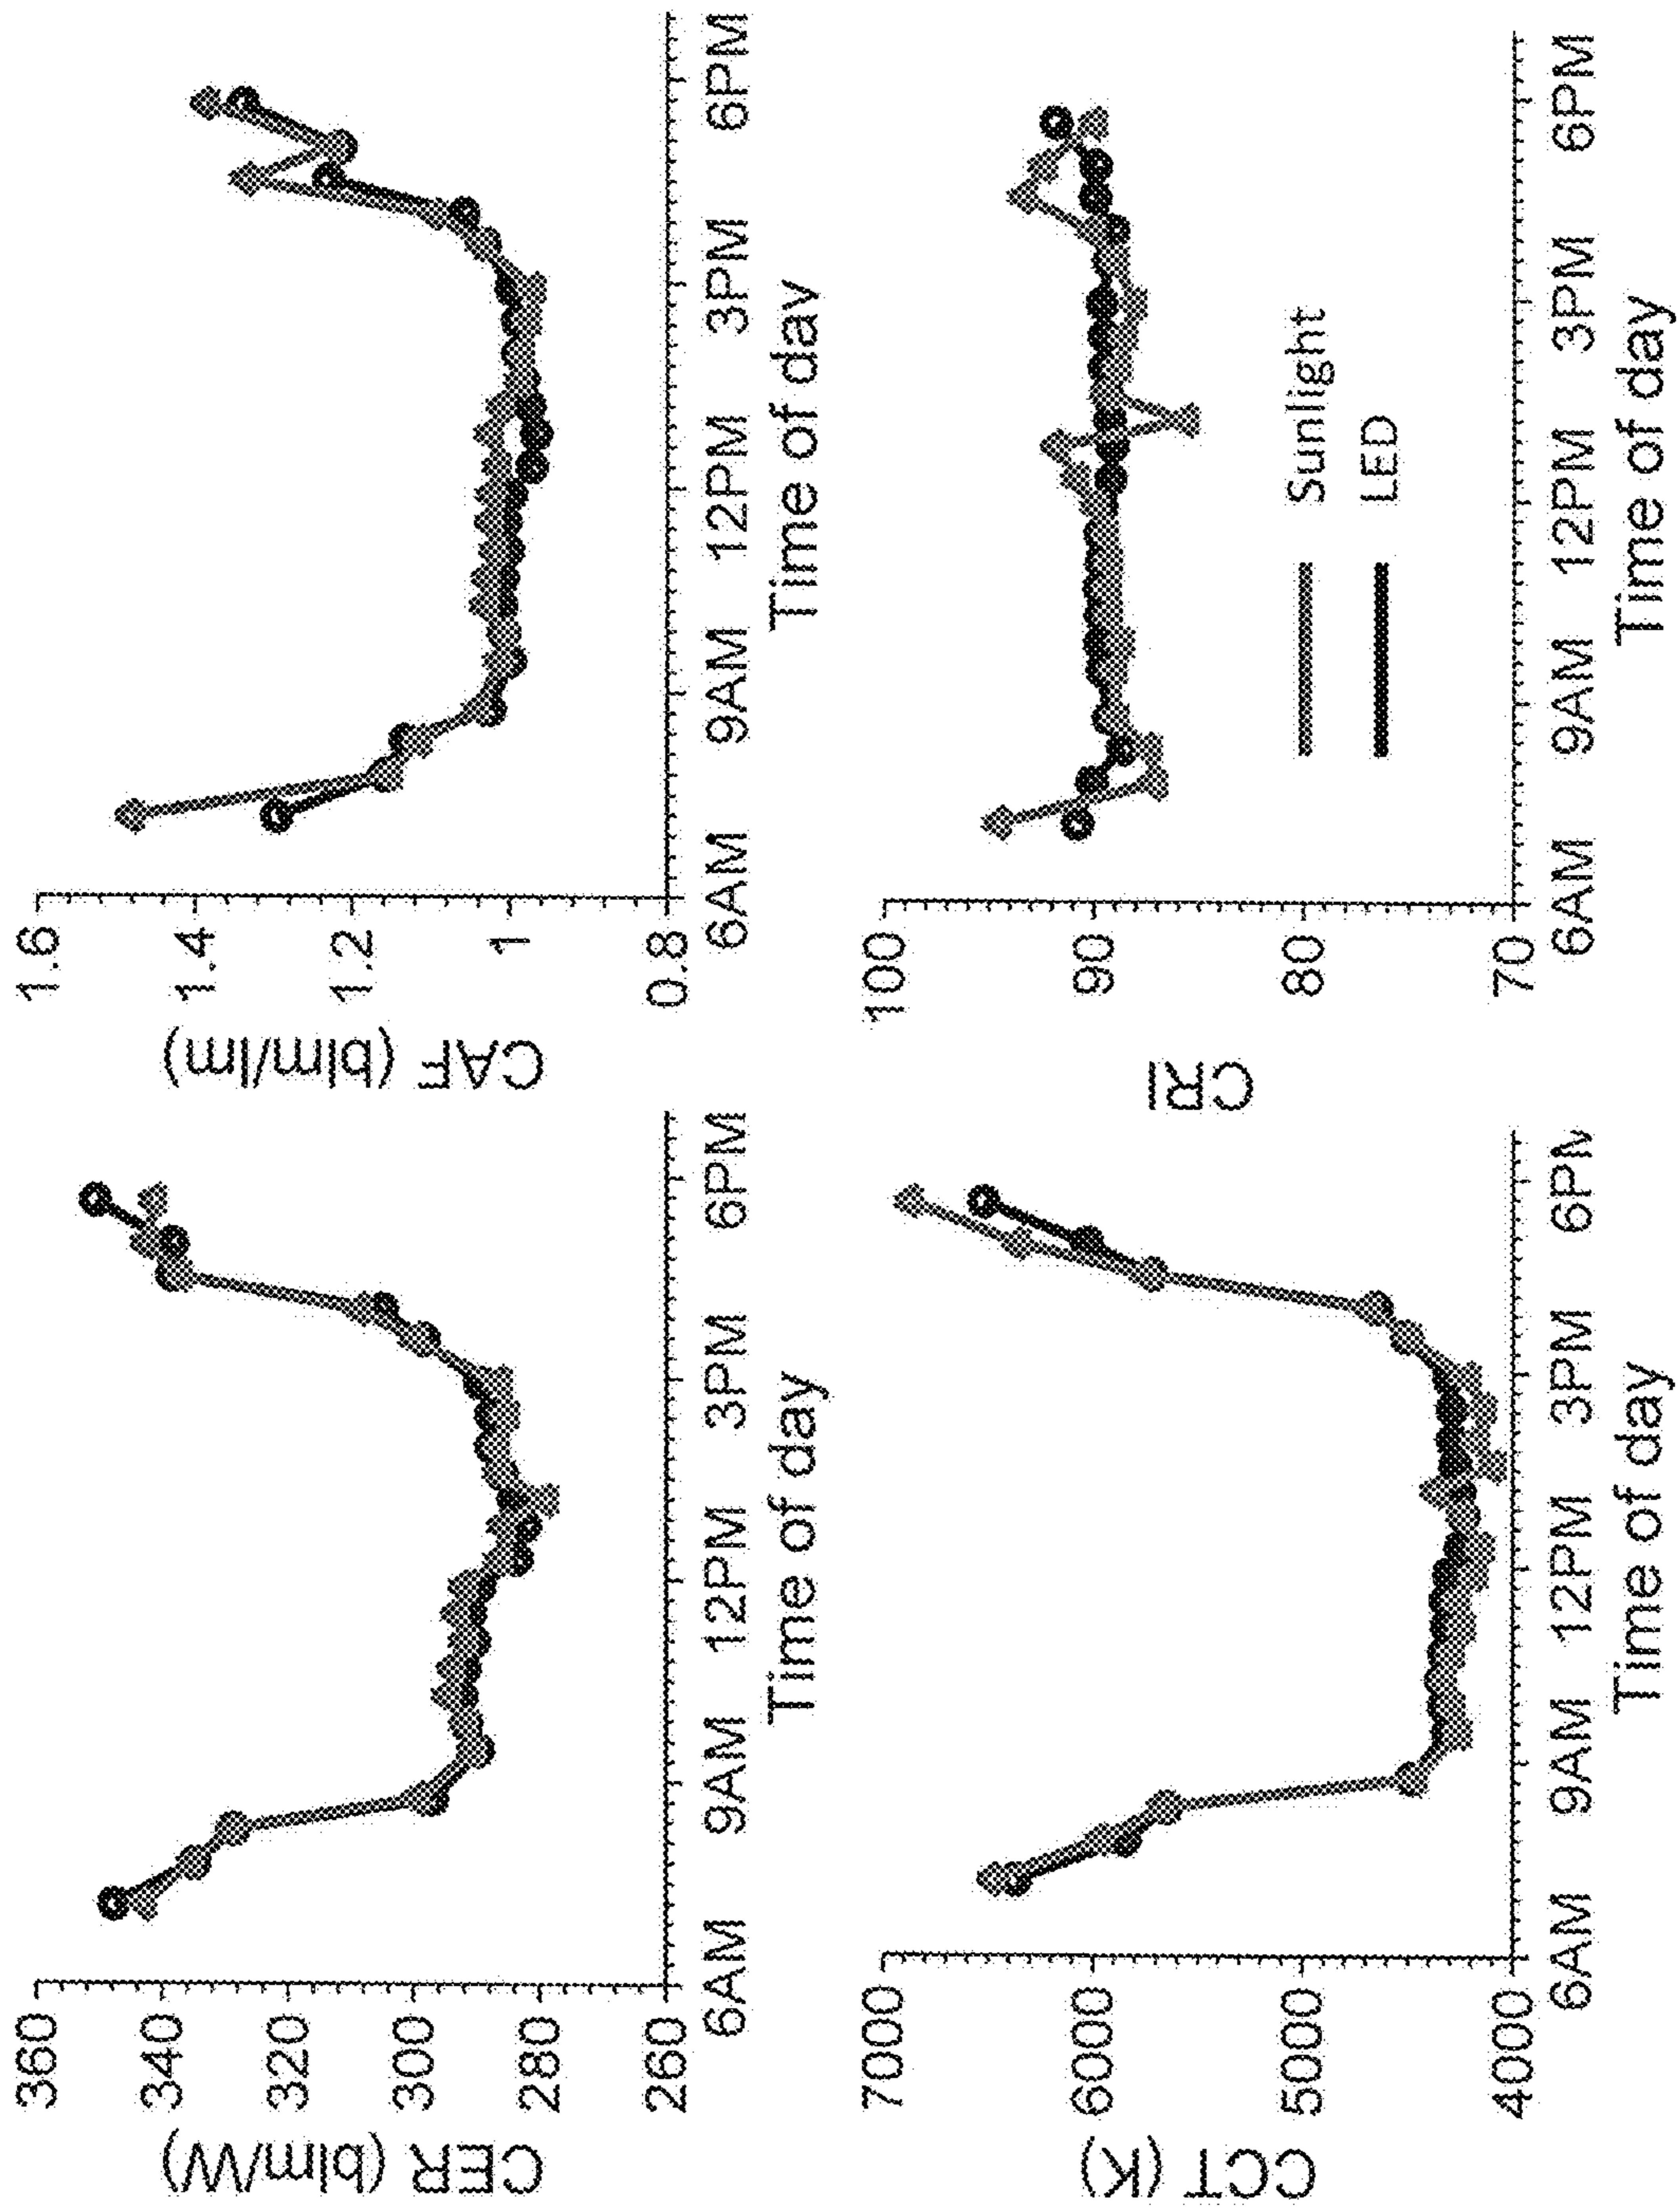 CER (blm/W)
360
340
320
300
280
260
6AM 9AM 12PM 3PM 6PM
Time of day
CAF (blm/lm)
1.6
1.4
1.2
1
0.8
6AM 9AM 12PM 3PM 6PM
Time of day
CCT (K)
7000
6000
5000
4000
6AM 9AM 12PM 3PM 6PM
Time of day
CRI
100
90
80
70
Sunlight
LED
6AM 9AM 12PM 3PM 6PM
Time of day